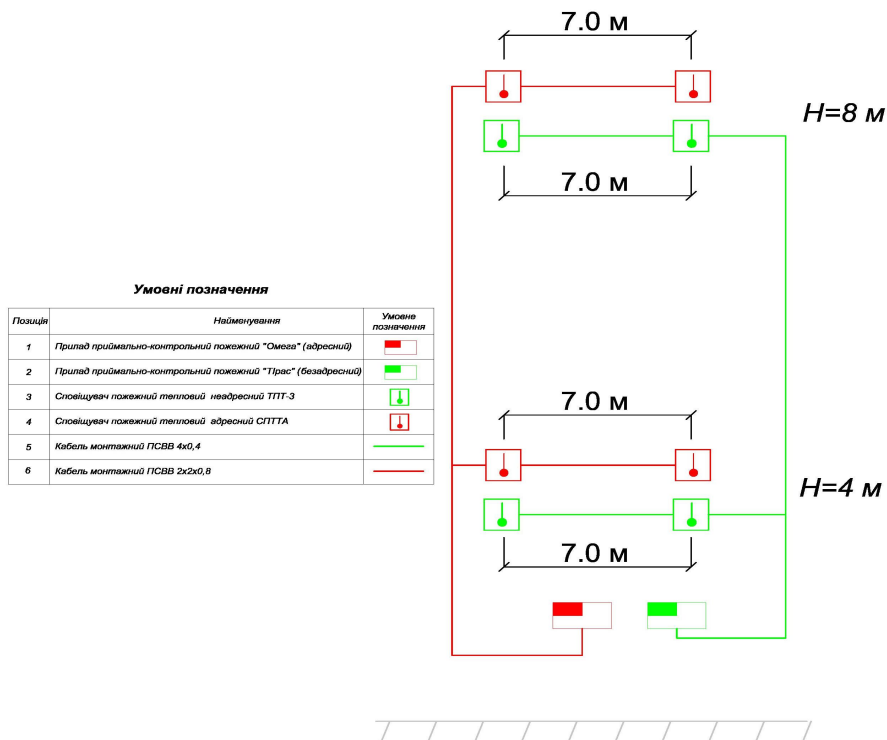 7.0 м
H=8 м
7.0 м
Умовні позначення
Позиція Найменування Умовне
позначення
1 Прилад приймально-контрольний пожежний "Омега" (адресний)
2 Прилад приймально-контрольний пожежний "Тірас" (безадресний)
3 Сповіщувач пожежний тепловий неадресний ТПТ-3
4 Сповіщувач пожежний тепловий адресний СПТТА
5 Кабель монтажний ПСВВ 4х0,4
6 Кабель монтажний ПСВВ 2х2х0,8
7.0 м
H=4 м
7.0 м